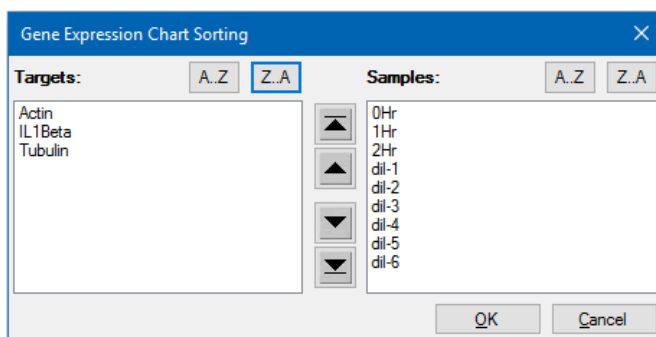 Gene Expression Chart Sorting
Targets: A..Z Z..A Samples: A..Z Z..A
Actin
IL1Beta
Tubulin
0Hr
1Hr
2Hr
dil-1
dil-2
dil-3
dil-4
dil-5
dil-6
OK Cancel